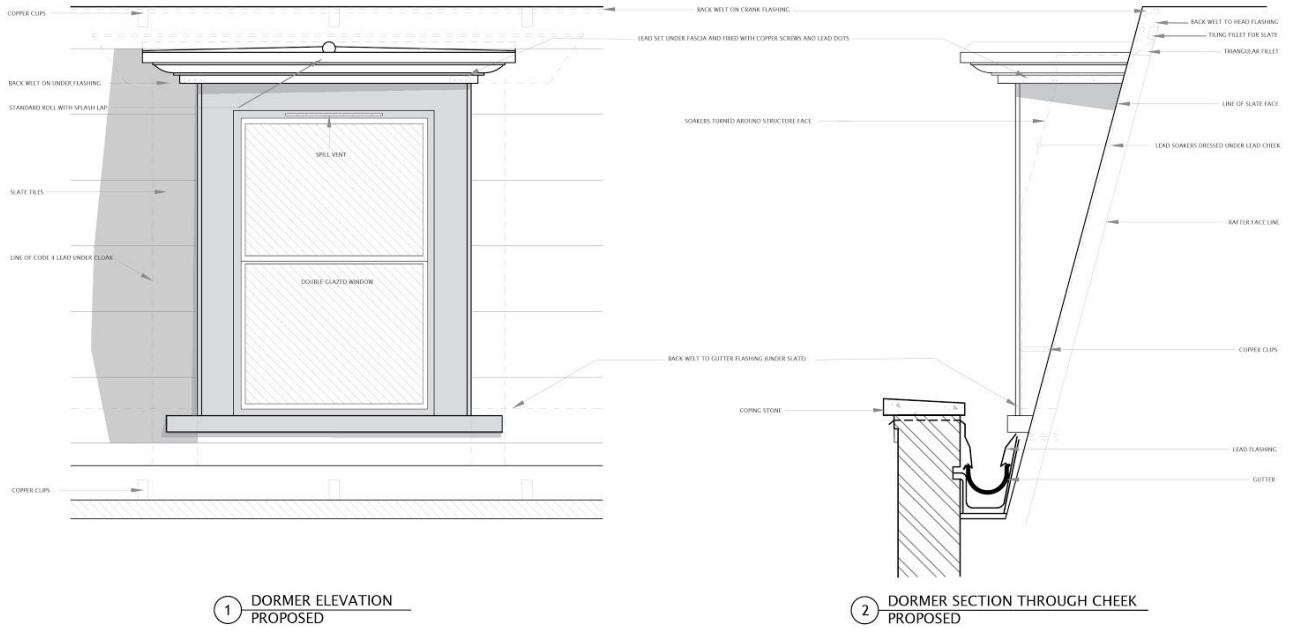 COPPER CLIPS
BACK WELT ON CRANK FLASHING
BACK WELT TO HEAD FLASHING
TILING FILLET FOR SLATE
LEAD SET UNDER FASCIA AND FIXED WITH COPPER SCREWS AND LEAD DOTS
TRIANGULAR FILLET
BACK WELT ON UNDER FLASHING
STANDARD ROLL WITH SPLASH LAP
LINE OF SLATE FACE
SOAKERS TURNED AROUND STRUCTURE FACE
LEAD SOAKERS DRESSED UNDER LEAD CHEEK
SPILL VENT
SLATE TILES
RAFTER FACE LINE
LINE OF CODE 4 LEAD UNDER CLOAK
DOUBLE GLAZED WINDOW
COPPER CLIPS
BACK WELT TO GUTTER FLASHING (UNDER SLATE)
COPING STONE
LEAD FLASHING
GUTTER
COPPER CLIPS
1 DORMER ELEVATION
PROPOSED
2 DORMER SECTION THROUGH CHEEK
PROPOSED